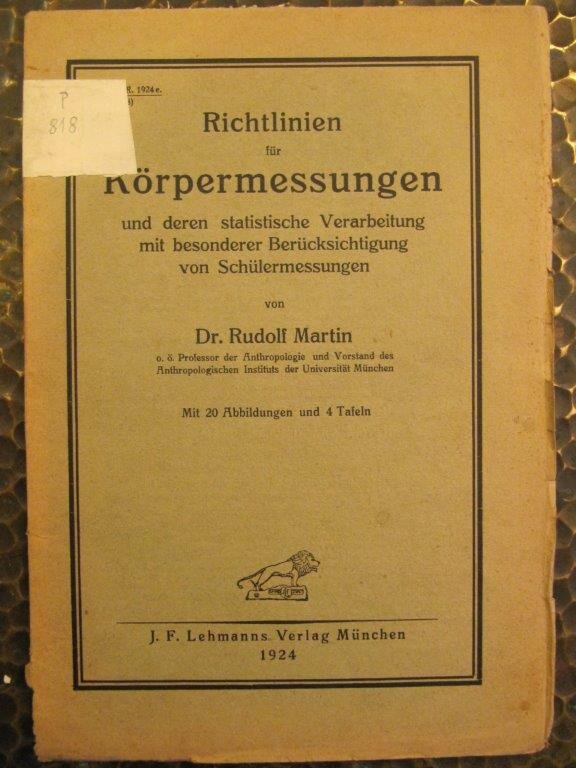 P
818
R. 1924 e.
Richtlinien
für
Körpermessungen
und deren statistische Verarbeitung
mit besonderer Berücksichtigung
von Schülermessungen
von
Dr. Rudolf Martin
o. ö. Professor der Anthropologie und Vorstand des
Anthropologischen Instituts der Universität München
Mit 20 Abbildungen und 4 Tafeln
J. F. Lehmanns Verlag München
1924